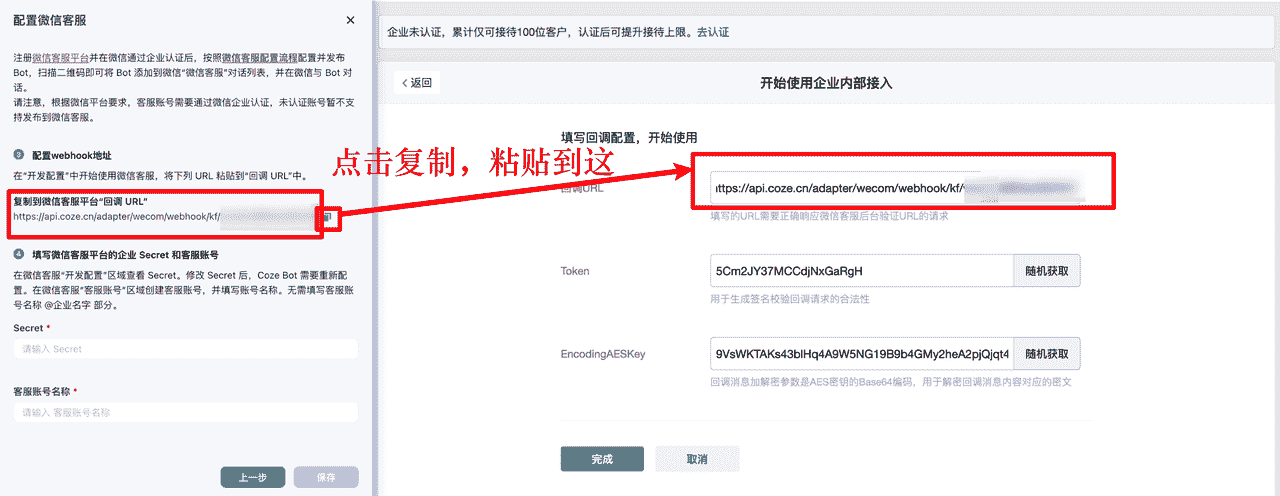 配置微信客服
注册微信客服平台并在微信通过企业认证后，按照微信客服配置流程配置并发布
Bot，扫描二维码即可将 Bot 添加到微信“微信客服”对话列表，并在微信与 Bot 对
话。
请注意，根据微信平台要求，客服账号需要通过微信企业认证，未认证账号暂不支
持发布到微信客服。
3 配置webhook地址
在“开发配置”中开始使用微信客服，将下列 URL 粘贴到“回调 URL”中。
复制到微信客服平台“回调 URL”
https://api.coze.cn/adapter/wecom/webhook/kf/
4 填写微信客服平台的企业 Secret 和客服账号
在微信客服“开发配置”区域查看 Secret。修改 Secret 后，Coze Bot 需要重新配
置。在微信客服“客服账号”区域创建客服账号，并填写账号名称。无需填写客服账
号名称 @企业名字 部分。
Secret *
请输入 Secret
客服账号名称 *
请输入 客服账号名称
上一步
保存
点击复制，粘贴到这
企业未认证，累计仅可接待100位客户，认证后可提升接待上限。去认证
返回
开始使用企业内部接入
填写回调配置，开始使用
回调URL
ttps://api.coze.cn/adapter/wecom/webhook/kf/
填写的URL需要正确响应微信客服后台验证URL的请求
Token
5Cm2JY37MCCdjNxGaRgH
随机获取
用于生成签名校验回调请求的合法性
EncodingAESKey
9VsWKTAKs43blHq4A9W5NG19B9b4GMy2heA2pjQjqt4
随机获取
回调消息加解密参数是AES密钥的Base64编码，用于解密回调消息内容对应的密文
完成
取消